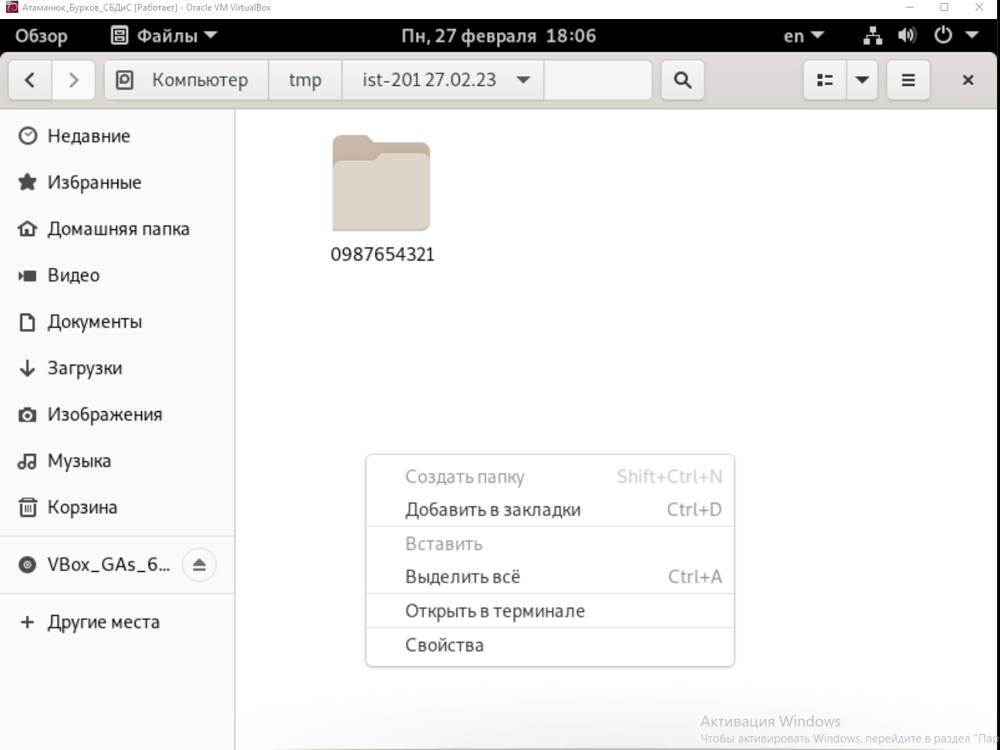 Атаманюк_Бурков_СБДиС [Работает] - Oracle VM VirtualBox
Обзор Файлы Пн, 27 февраля 18:06 en
Компьютер tmp ist-201 27.02.23
Недавние
Избранные
Домашняя папка
Видео
Документы
Загрузки
Изображения
Музыка
Корзина
VBox_GAs_6...
Другие места
0987654321
Создать папку Shift+Ctrl+N
Добавить в закладки Ctrl+D
Вставить
Выделить всё Ctrl+A
Открыть в терминале
Свойства
Активация Windows
Чтобы активировать Windows, перейдите в раздел "Пар